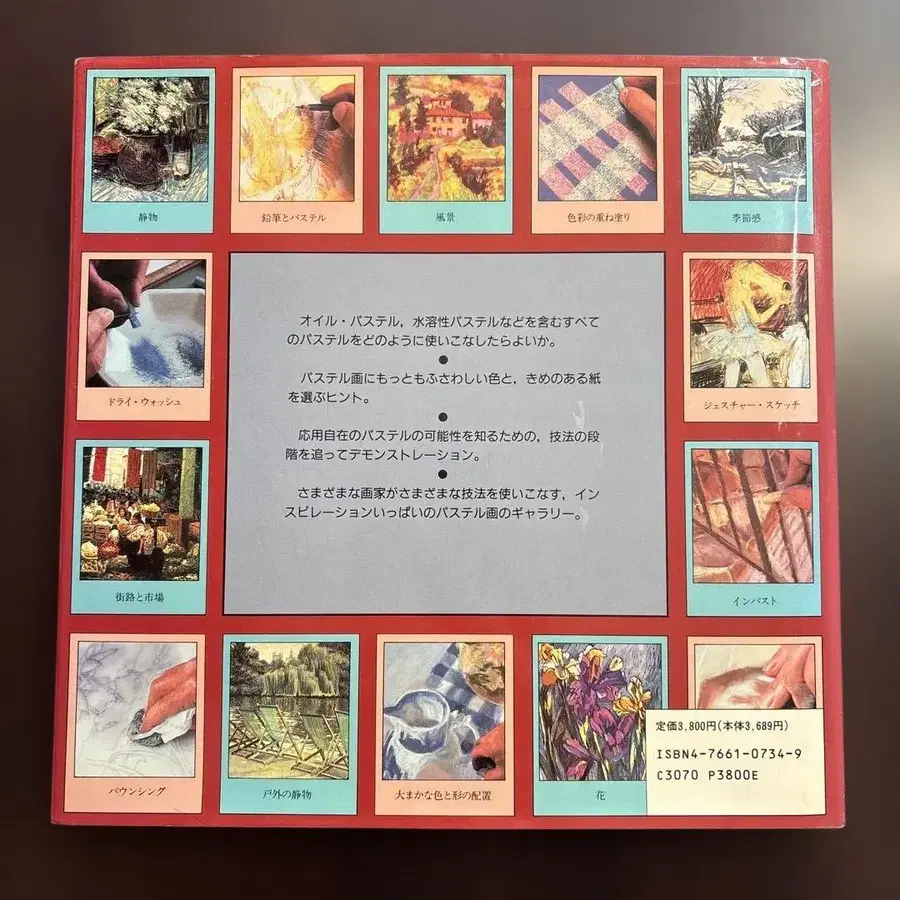 静物
鉛筆とパステル
風景
色彩の重ね塗り
季節感
ドライ・ウォッシュ
オイル・パステル，水溶性パステルなどを含むすべて
のパステルをどのように使いこなしたらよいか。
パステル画にもっともふさわしい色と，きめのある紙
を選ぶヒント。
応用自在のパステルの可能性を知るための，技法の段
階を追ってデモンストレーション。
さまざまな画家がさまざまな技法を使いこなす，イン
スピレーションいっぱいのパステル画のギャラリー。
ジェスチャー・スケッチ
街路と市場
インパスト
パウンシング
戸外の静物
大まかな色と形の配置
花
定価3,800円(本体3,689円)
ISBN4-7661-0734-9
C3070 P3800E